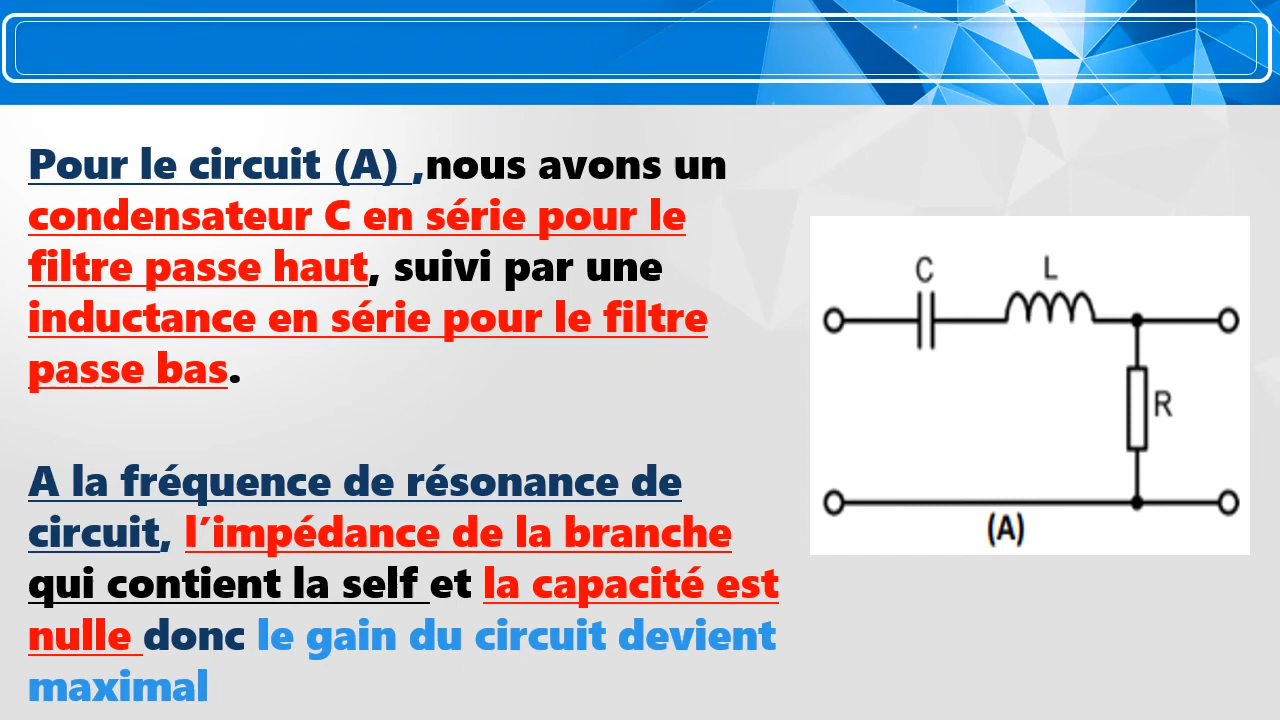 Pour le circuit (A) ,nous avons un
condensateur C en série pour le
filtre passe haut, suivi par une
inductance en série pour le filtre
passe bas.
A la fréquence de résonance de
circuit, l’impédance de la branche
qui contient la self et la capacité est
nulle donc le gain du circuit devient
maximal
C
L
R
(A)